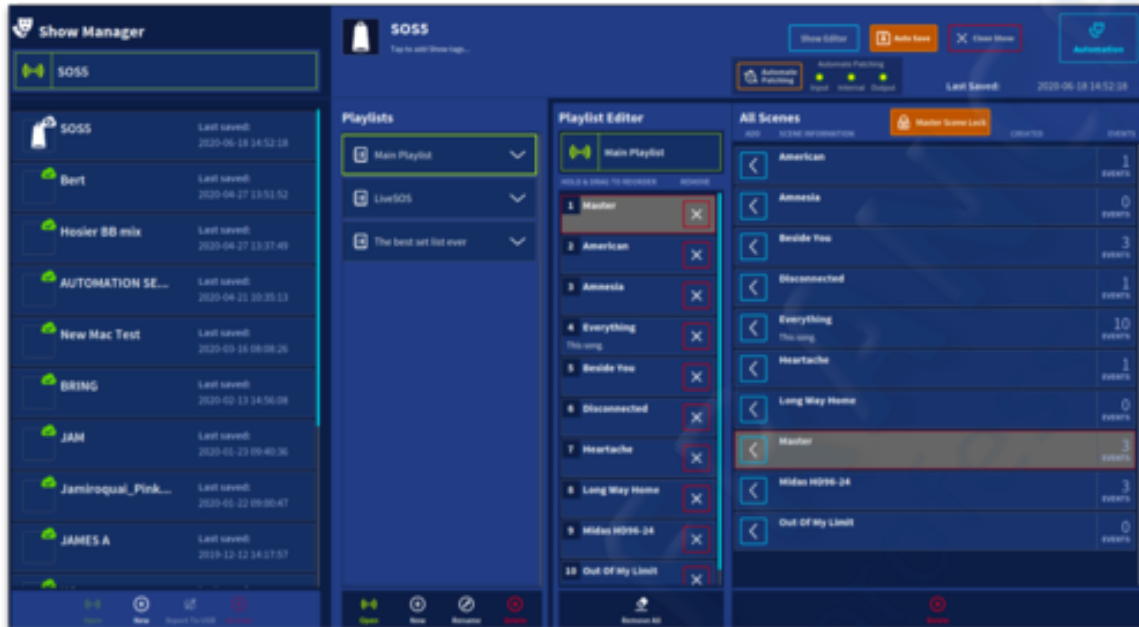 Show Manager
SOS5
SOS5
Last saved:
2020-06-18 14:52:18
Bert
Last saved:
2020-04-27 13:51:52
Hosier BB mix
Last saved:
2020-04-27 13:37:49
AUTOMATION SE...
Last saved:
2020-04-21 10:35:13
New Mac Test
Last saved:
2020-03-16 08:08:26
BRING
Last saved:
2020-02-13 14:56:08
JAM
Last saved:
2020-01-23 09:40:36
Jamiroquai_Pink...
Last saved:
2020-01-22 09:00:47
JAMES A
Last saved:
2019-12-12 14:17:57
Open
New
Export To USB
Delete
SOS5
Tap to add Show tags...
Show Editor
Auto Save
Close Show
Automation
Automate Patching
Automate Patching
Input Internal Output
Last Saved: 2020-06-18 14:52:18
Playlists
Main Playlist
LiveSOS
The best set list ever
Open
New
Rename
Delete
Playlist Editor
Main Playlist
HOLD & DRAG TO REORDER REMOVE
1 Master
2 American
3 Amnesia
4 Everything
This song.
5 Beside You
6 Disconnected
7 Heartache
8 Long Way Home
9 Midas HD96-24
10 Out Of My Limit
Remove All
All Scenes
Master Scene Lock
ADD SCENE INFORMATION CREATED EVENTS
American 1 EVENTS
Amnesia 0 EVENTS
Beside You 3 EVENTS
Disconnected 1 EVENTS
Everything 10 EVENTS
This song.
Heartache 1 EVENTS
Long Way Home 0 EVENTS
Master 3 EVENTS
Midas HD96-24 3 EVENTS
Out Of My Limit 0 EVENTS
Delete